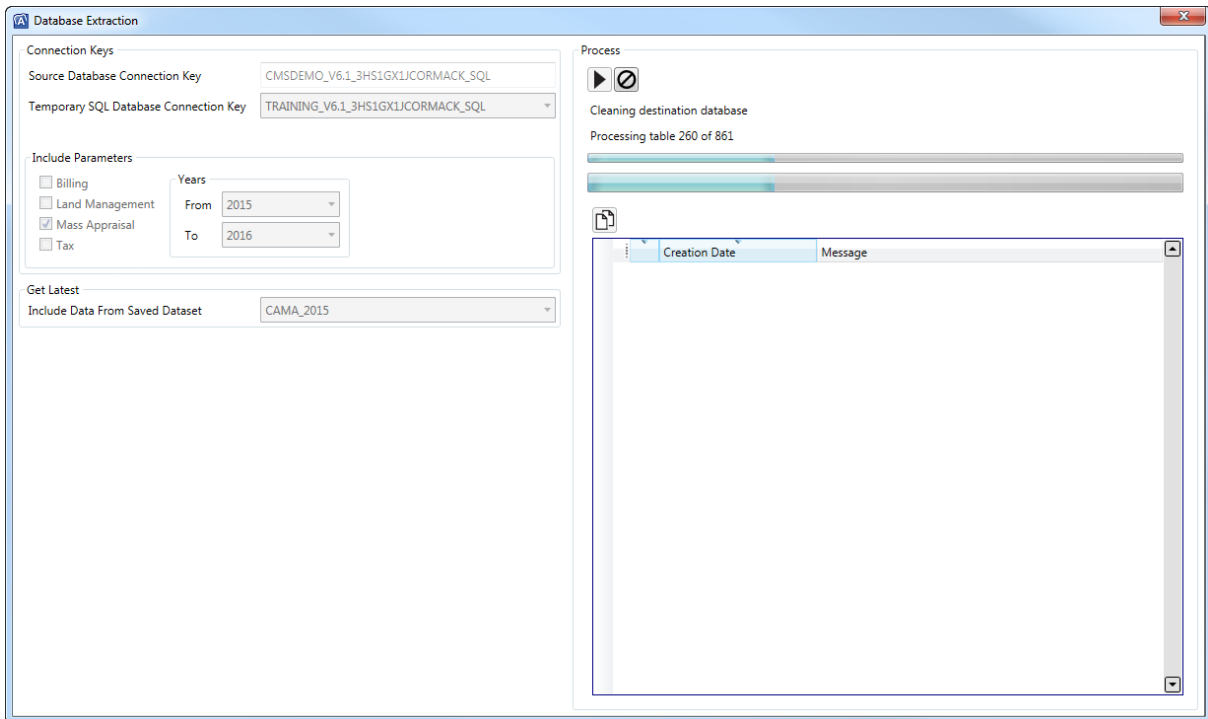 Database Extraction
Connection Keys
Source Database Connection Key CMSDEMO_V6.1_3HS1GX1JCORMACK_SQL
Temporary SQL Database Connection Key TRAINING_V6.1_3HS1GX1JCORMACK_SQL
Include Parameters
Billing
Land Management
Mass Appraisal
Tax
Years
From 2015
To 2016
Get Latest
Include Data From Saved Dataset CAMA_2015
Process
Cleaning destination database
Processing table 260 of 861
Creation Date Message